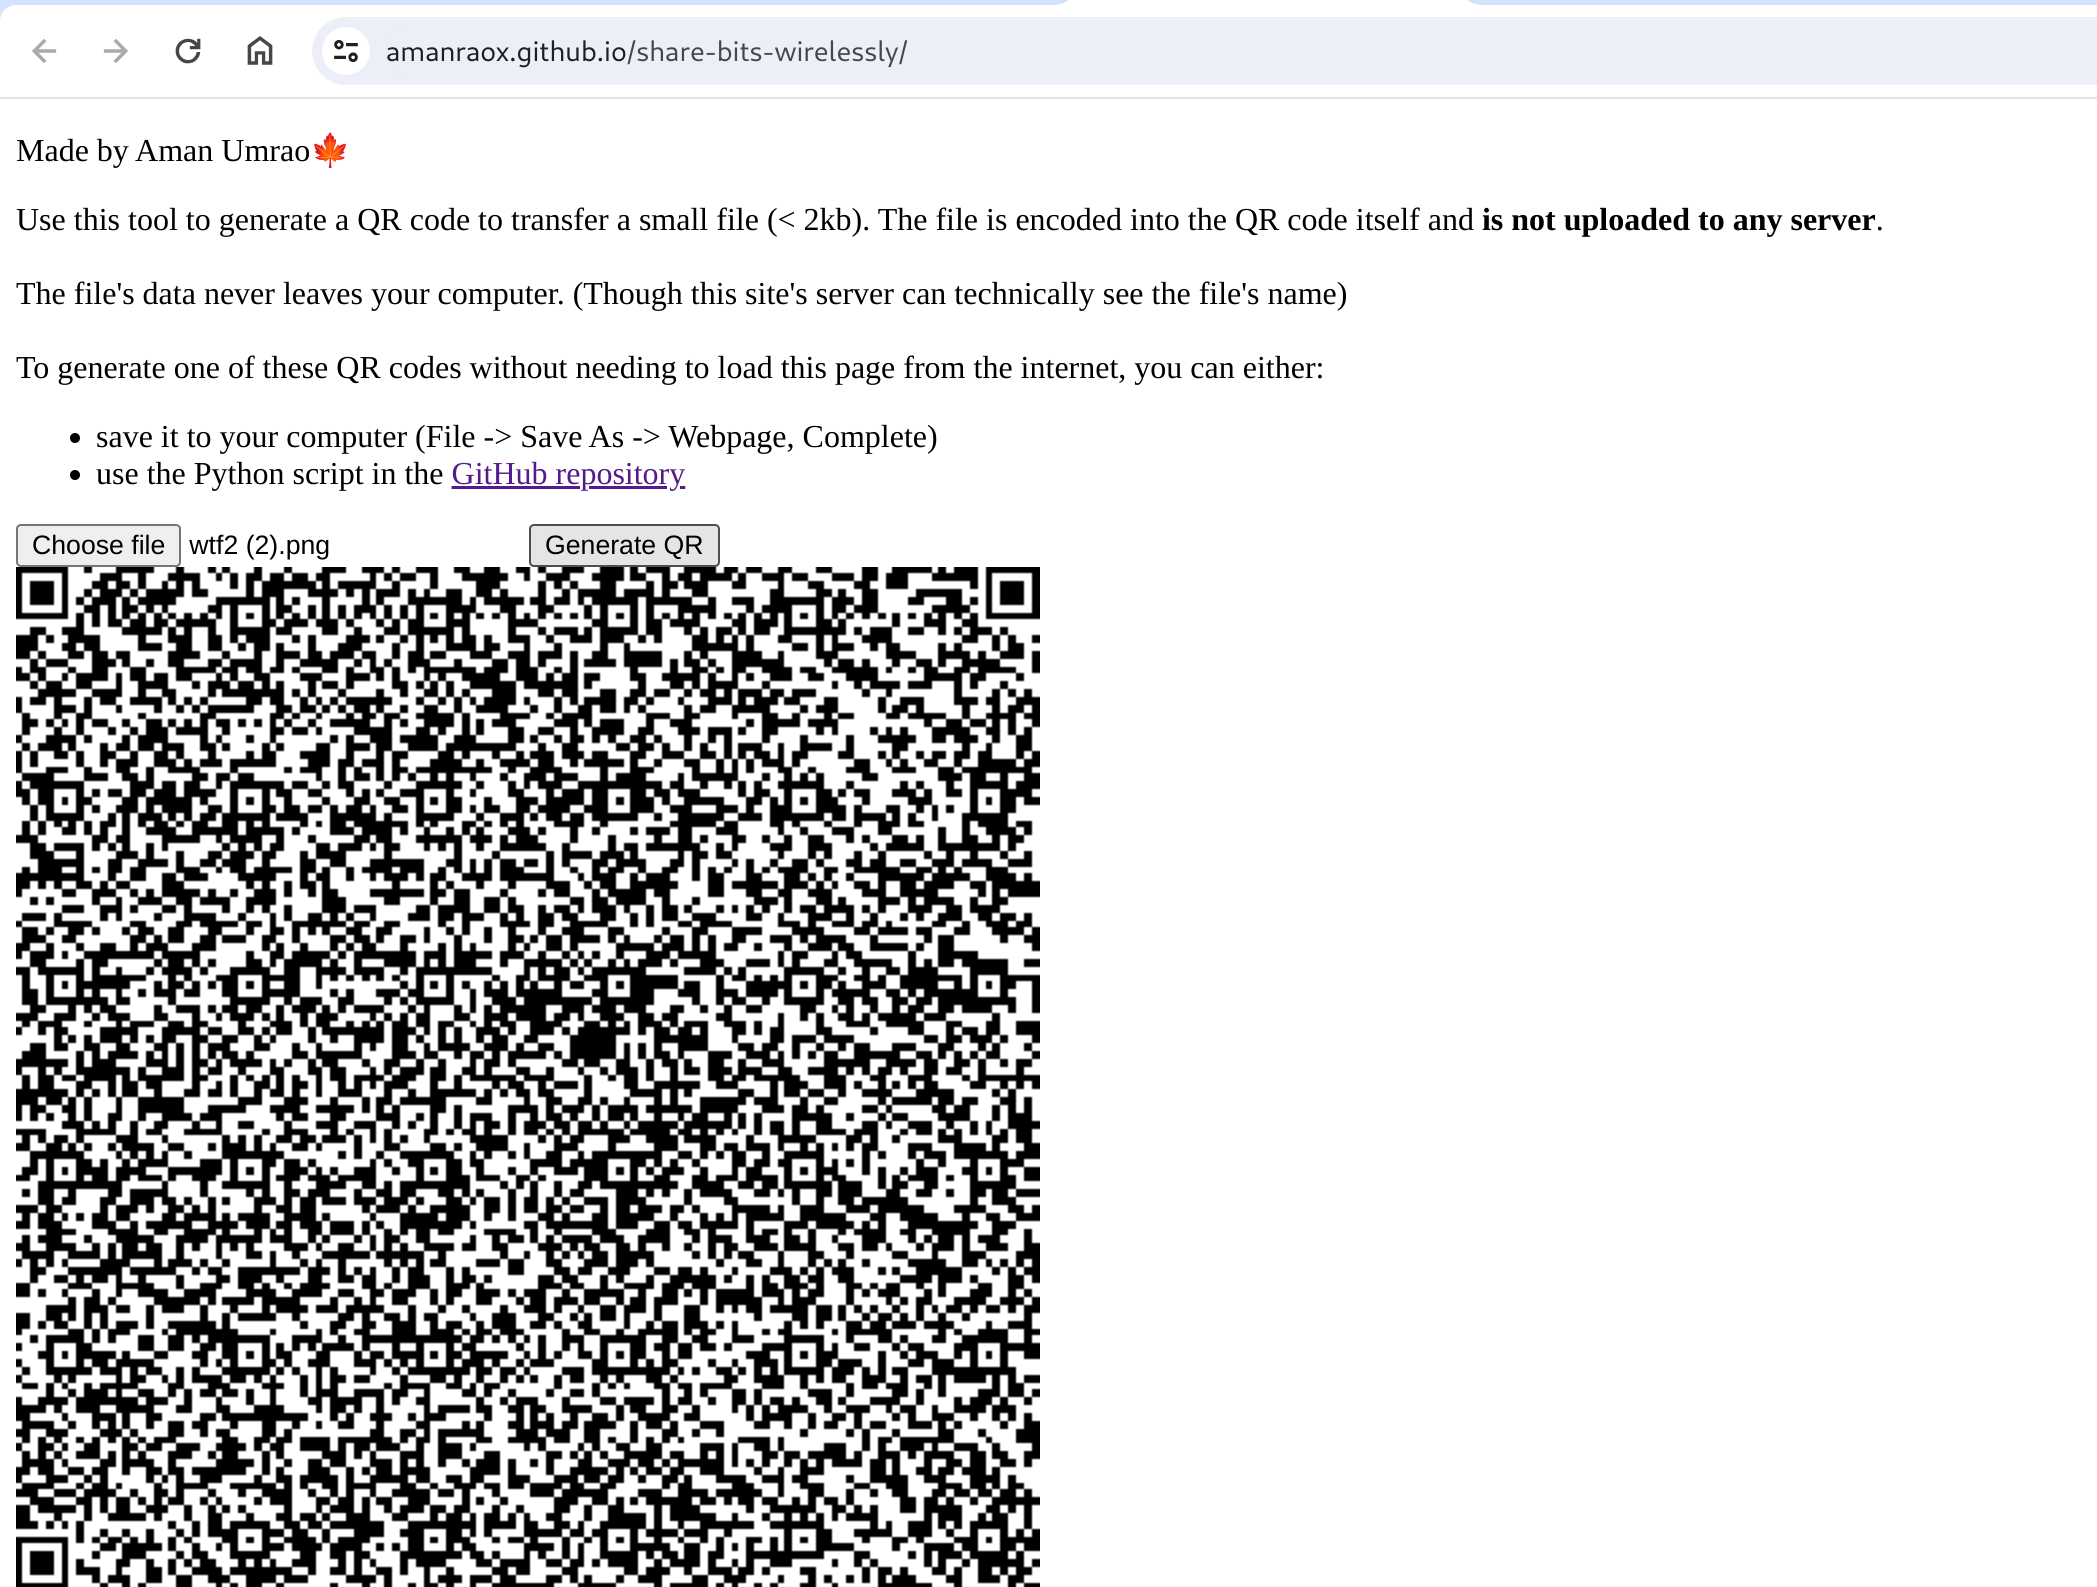 amanraox.github.io/share-bits-wirelessly/
Made by Aman Umrao🍁
Use this tool to generate a QR code to transfer a small file (< 2kb). The file is encoded into the QR code itself and is not uploaded to any server.
The file's data never leaves your computer. (Though this site's server can technically see the file's name)
To generate one of these QR codes without needing to load this page from the internet, you can either:
• save it to your computer (File -> Save As -> Webpage, Complete)
• use the Python script in the GitHub repository
Choose file wtf2 (2).png Generate QR